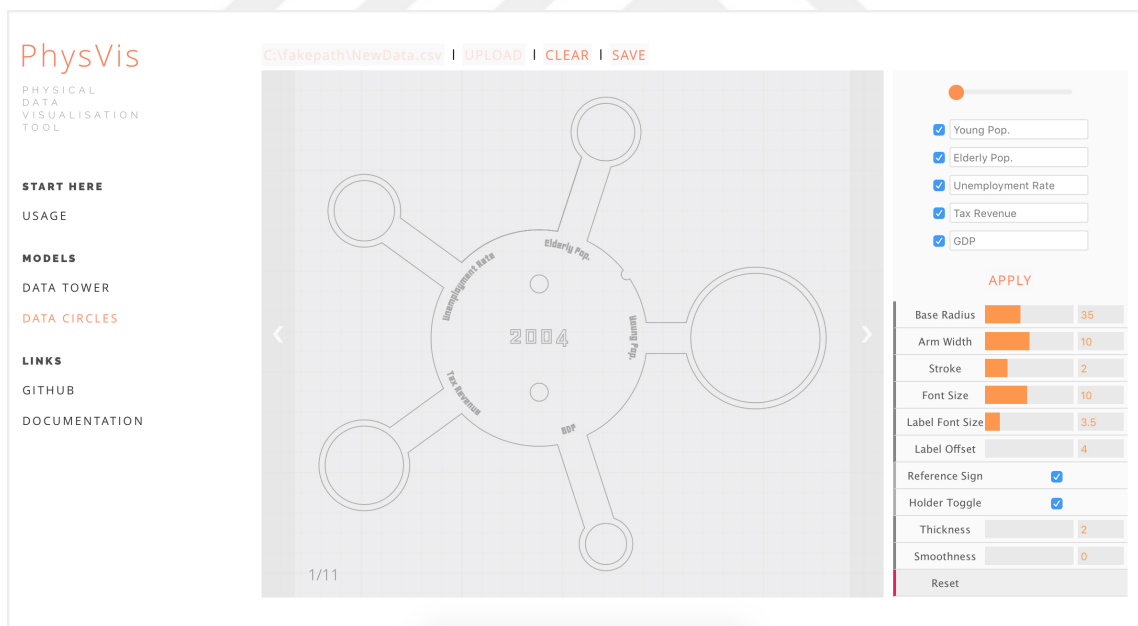 PhysVis
PHYSICAL
DATA
VISUALISATION
TOOL
START HERE
USAGE
MODELS
DATA TOWER
DATA CIRCLES
LINKS
GITHUB
DOCUMENTATION
C:\fakepath\NewData.csv | UPLOAD | CLEAR | SAVE
Elderly Pop.
Unemployment Rate
2004
Young Pop.
Tax Revenue
GDP
1/11
Young Pop.
Elderly Pop.
Unemployment Rate
Tax Revenue
GDP
APPLY
Base Radius 35
Arm Width 10
Stroke 2
Font Size 10
Label Font Size 3.5
Label Offset 4
Reference Sign
Holder Toggle
Thickness 2
Smoothness 0
Reset